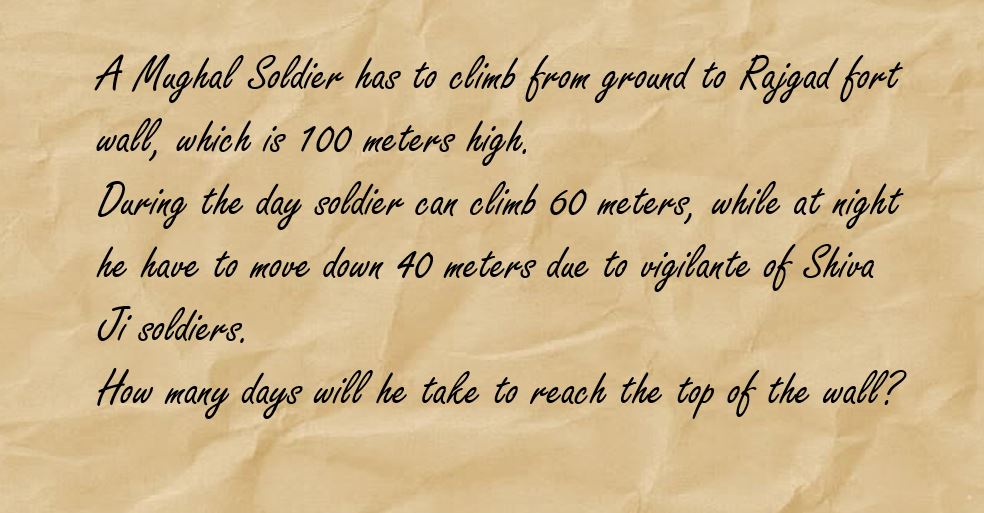 A Mughal Soldier has to climb from ground to Rajgad fort
wall, which is 100 meters high.
During the day soldier can climb 60 meters, while at night
he have to move down 40 meters due to vigilante of Shiva
Ji soldiers.
How many days will he take to reach the top of the wall?